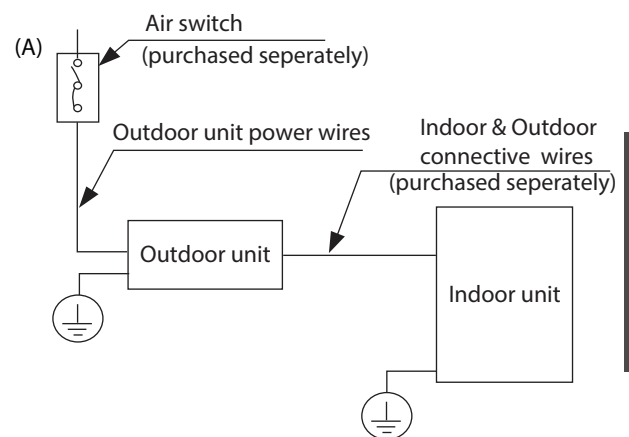 (A)
Air switch
(purchased seperately)
Outdoor unit power wires
Indoor & Outdoor
connective wires
(purchased seperately)
Outdoor unit
Indoor unit